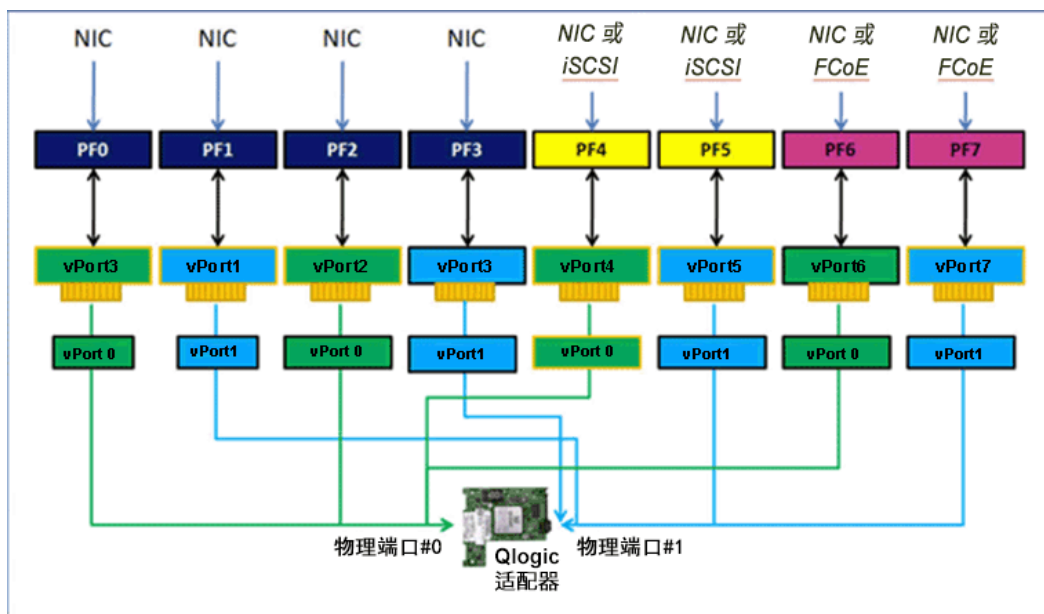 NIC
NIC
NIC
NIC
NIC 或
iSCSI
NIC 或
iSCSI
NIC 或
FCoE
NIC 或
FCoE
PF0
PF1
PF2
PF3
PF4
PF5
PF6
PF7
vPort3
vPort1
vPort2
vPort3
vPort4
vPort5
vPort6
vPort7
vPort 0
vPort1
vPort 0
vPort1
vPort 0
vPort1
vPort 0
vPort1
物理端口#0
Qlogic
适配器
物理端口#1